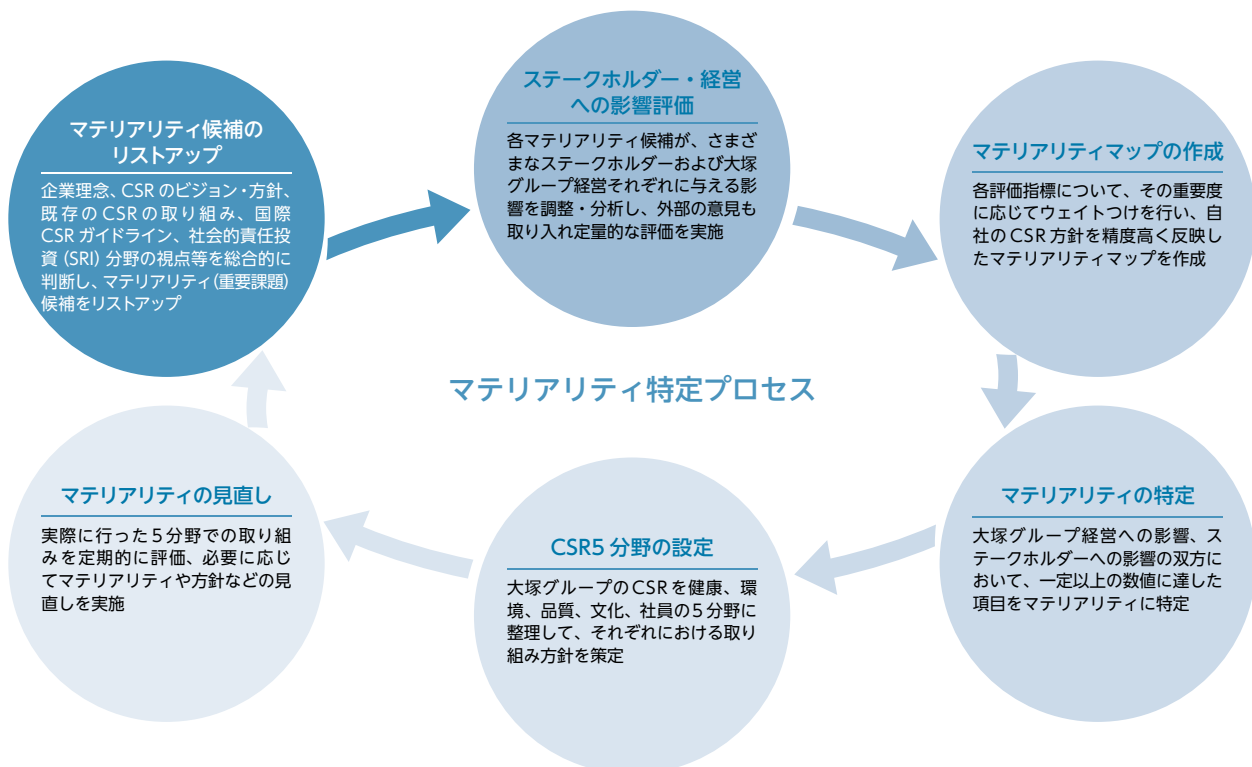 マテリアリティ候補の
リストアップ
企業理念、CSRのビジョン・方針、
既存のCSRの取り組み、国際
CSRガイドライン、社会的責任投
資(SRI)分野の視点等を総合的に
判断し、マテリアリティ(重要課題)
候補をリストアップ
ステークホルダー・経営
への影響評価
各マテリアリティ候補が、さまざ
まなステークホルダーおよび大塚
グループ経営それぞれに与える影
響を調整・分析し、外部の意見も
取り入れ定量的な評価を実施
マテリアリティマップの作成
各評価指標について、その重要度
に応じてウェイトつけを行い、自
社のCSR方針を精度高く反映し
たマテリアリティマップを作成
マテリアリティ特定プロセス
マテリアリティの特定
大塚グループ経営への影響、ス
テークホルダーへの影響の双方に
おいて、一定以上の数値に達した
項目をマテリアリティに特定
CSR5分野の設定
大塚グループのCSRを健康、環
境、品質、文化、社員の5分野に
整理して、それぞれにおける取り
組み方針を策定
マテリアリティの見直し
実際に行った5分野での取り組
みを定期的に評価、必要に応じ
てマテリアリティや方針などの見
直しを実施